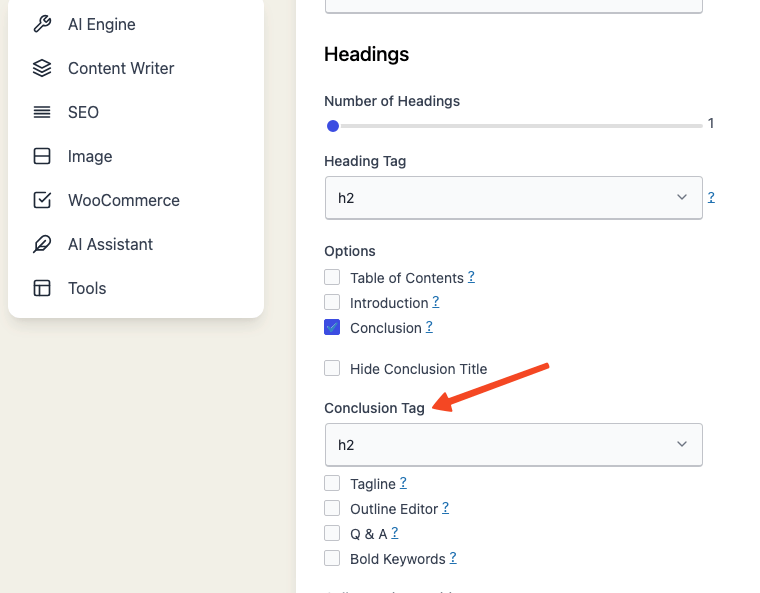 AI Engine
Content Writer
SEO
Image
WooCommerce
AI Assistant
Tools
Headings
Number of Headings
1
Heading Tag
h2
?
Options
Table of Contents ?
Introduction ?
Conclusion ?
Hide Conclusion Title
Conclusion Tag
h2
Tagline ?
Outline Editor ?
Q & A ?
Bold Keywords ?